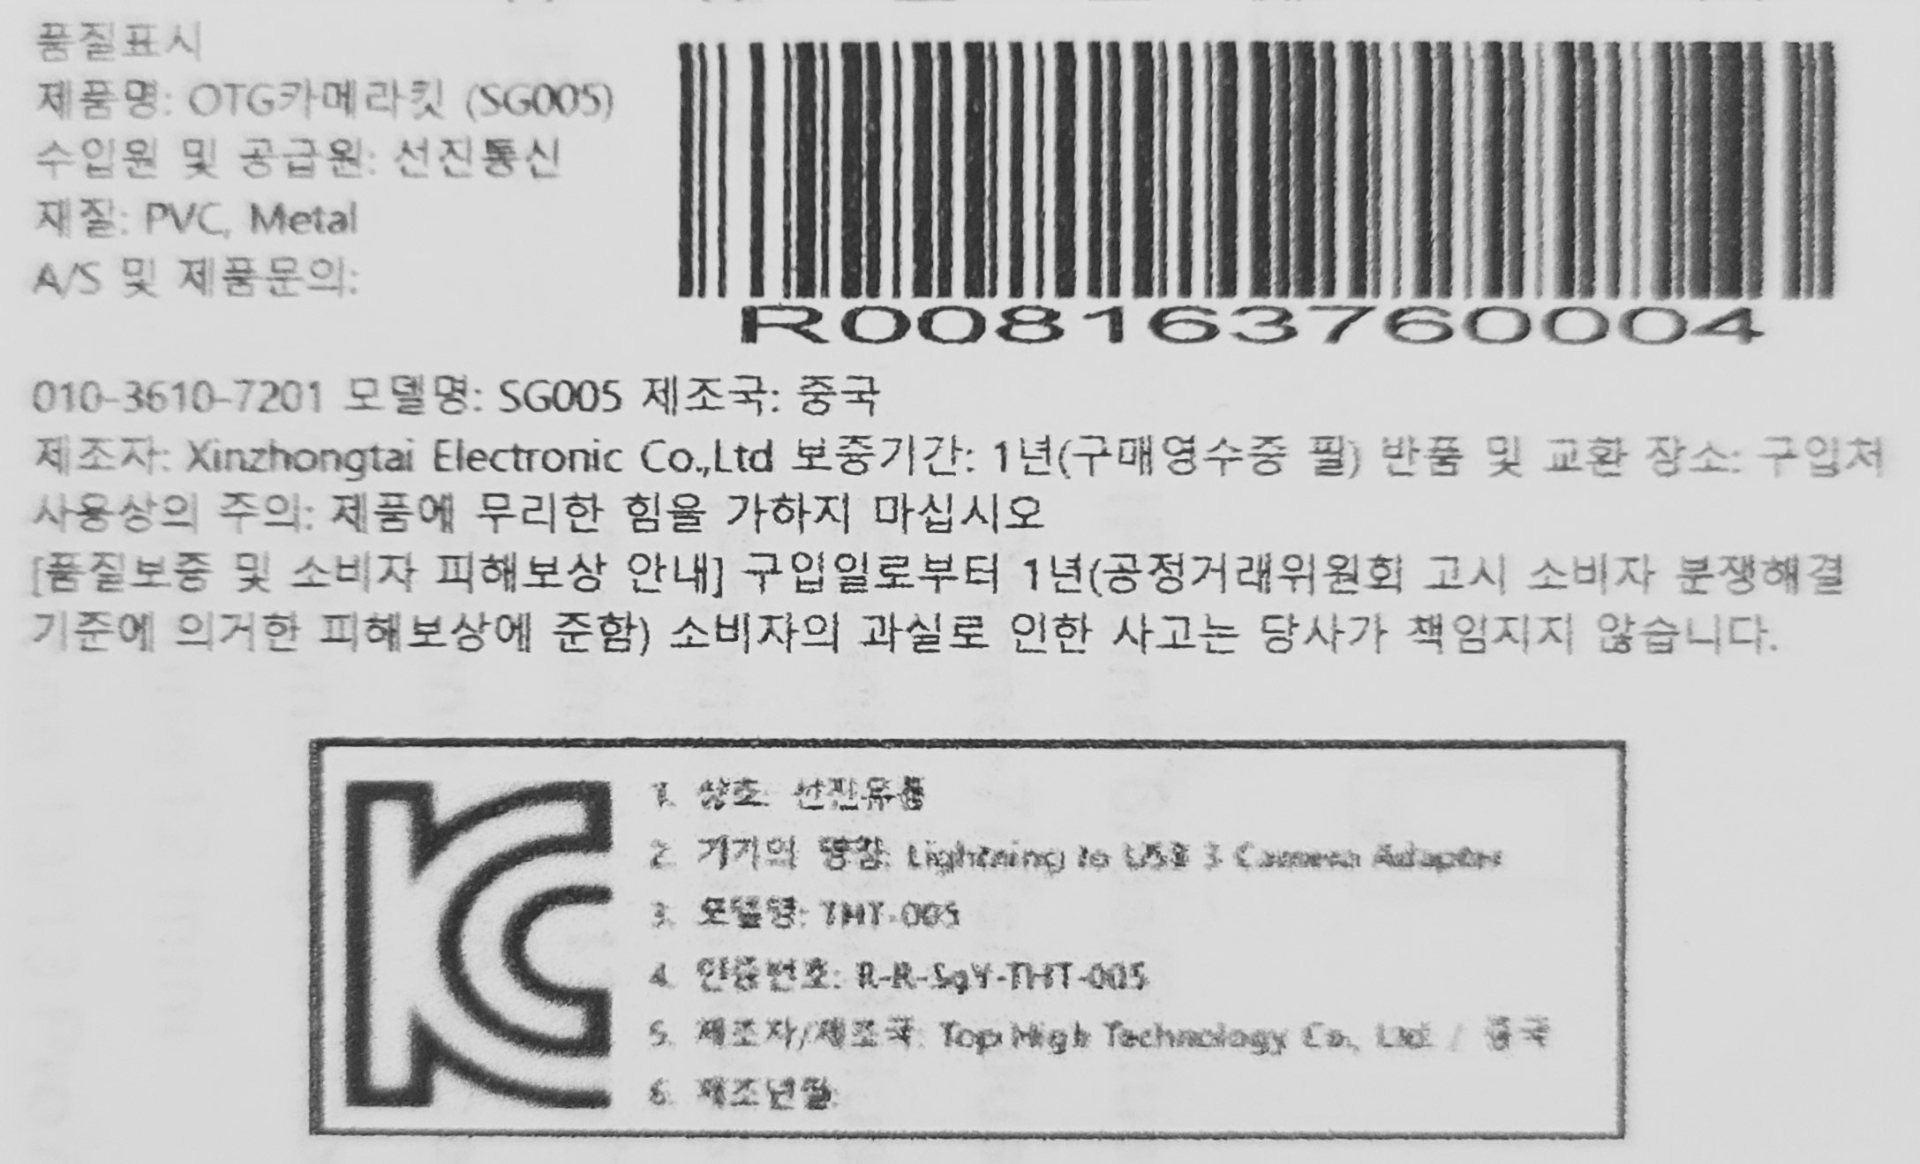 품질표시
제품명: OTG카메라킷 (SG005)
수입원 및 공급원: 선진통신
재질: PVC, Metal
A/S 및 제품문의:
R008163760004
010-3610-7201 모델명: SG005 제조국: 중국
제조자: Xinzhongtai Electronic Co.,Ltd 보증기간: 1년(구매영수증 필) 반품 및 교환 장소: 구입처
사용상의 주의: 제품에 무리한 힘을 가하지 마십시오
[품질보증 및 소비자 피해보상 안내] 구입일로부터 1년(공정거래위원회 고시 소비자 분쟁해결
기준에 의거한 피해보상에 준함) 소비자의 과실로 인한 사고는 당사가 책임지지 않습니다.
1. 상호: 선진유통
2. 기기의 명칭: Lightning to USB 3 Camera Adapter
3. 모델명: THT-005
4. 인증번호: R-R-SgY-THT-005
5. 제조자/제조국: Top High Technology Co., Ltd / 중국
6. 제조년월: